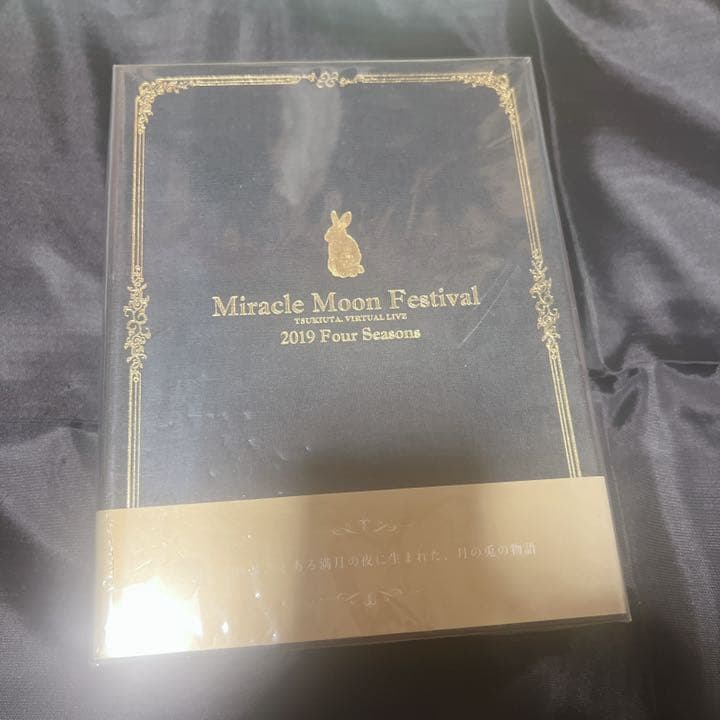 Miracle Moon Festival
TSUKIUTA. VIRTUAL LIVE
2019 Four Seasons
ある満月の夜に生まれた、月の兎の物語